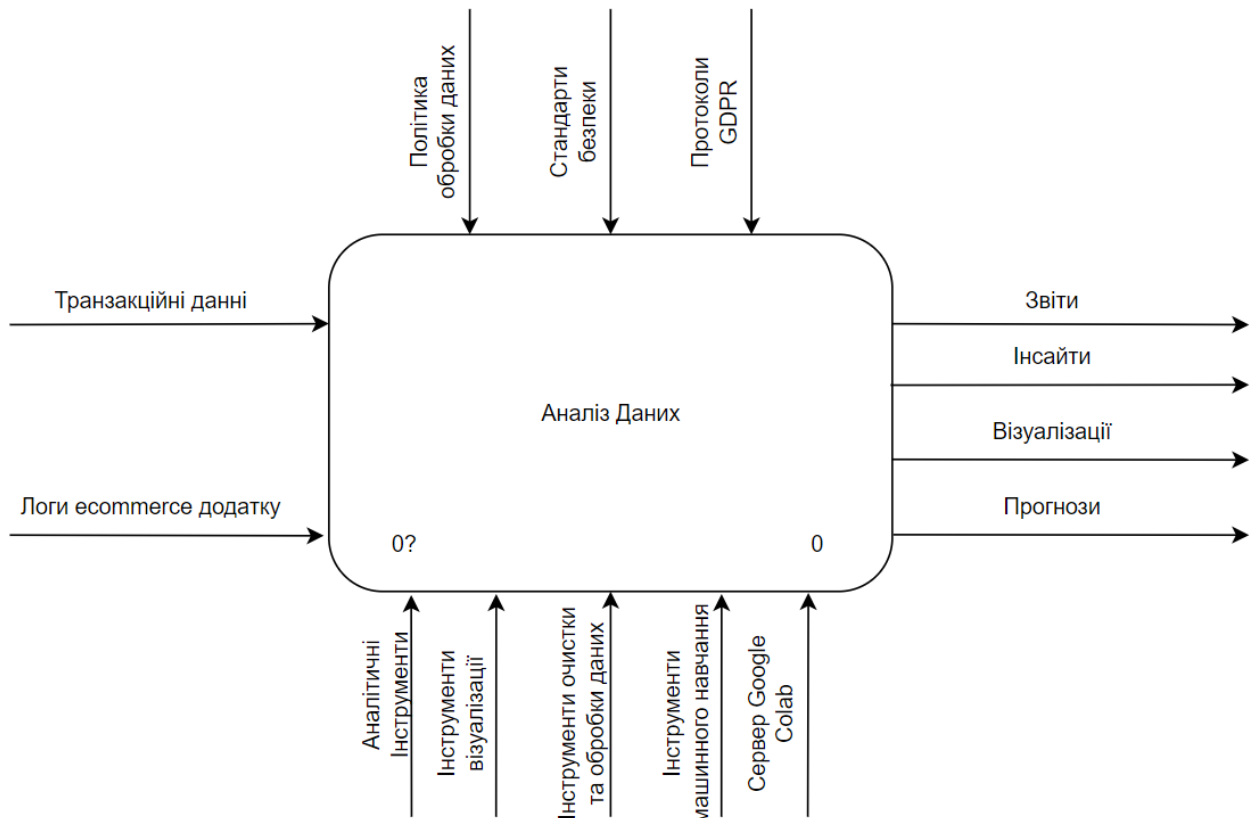 Політика
обробки даних
Стандарти
безпеки
Протоколи
GDPR
Транзакційні данні
Логи ecommerce додатку
Аналіз Даних
0?
0
Звіти
Інсайти
Візуалізації
Прогнози
Аналітичні
Інструменти
Інструменти
візуалізації
Інструменти очистки
та обробки даних
Інструменти
машинного навчання
Сервер Google
Colab